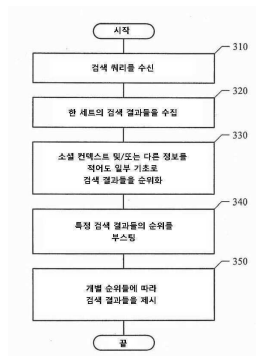 시작
310
검색 쿼리를 수신
320
한 세트의 검색 결과들을 수집
330
소셜 컨텍스트 및/또는 다른 정보를
적어도 일부 기초로
검색 결과들을 순위화
340
특정 검색 결과들의 순위를
부스팅
350
개별 순위들에 따라
검색 결과들을 제시
끝